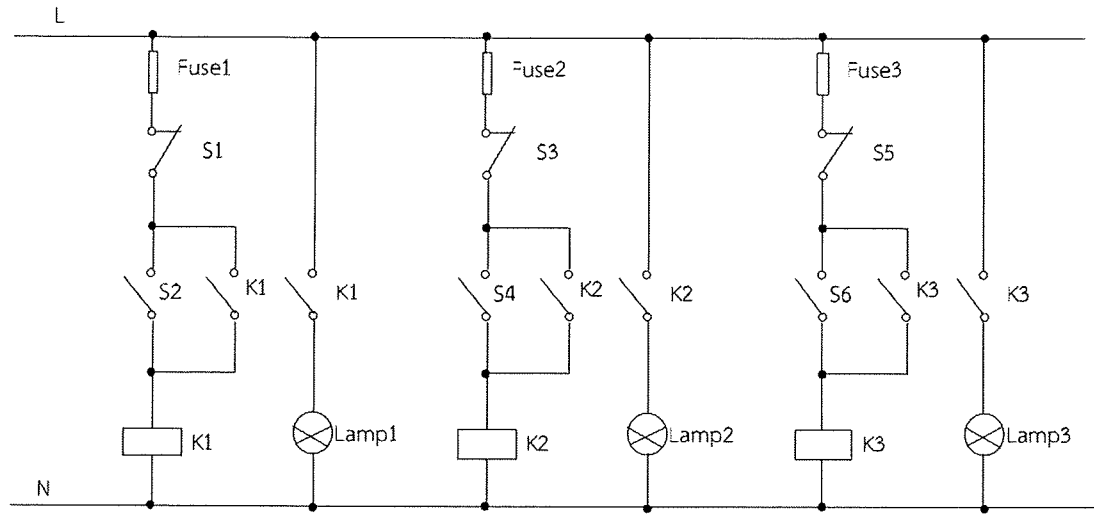 L
Fuse1
Fuse2
Fuse3
S1
S3
S5
S2 K1 K1
S4 K2 K2
S6 K3 K3
K1 Lamp1
K2 Lamp2
K3 Lamp3
N